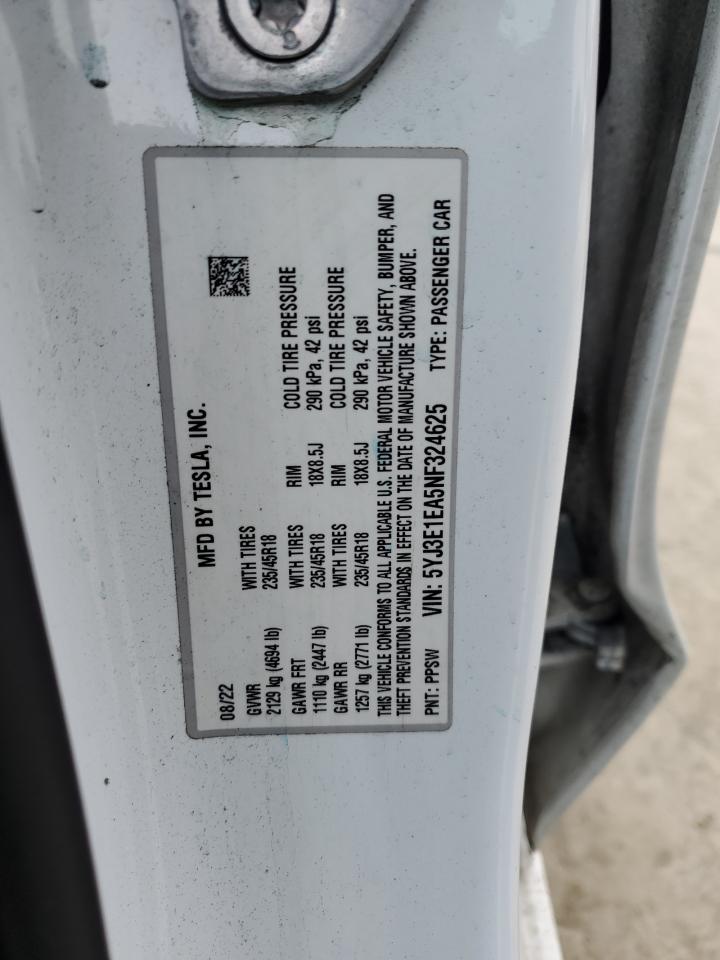 MFD BY TESLA, INC.
08/22
GVWR WITH TIRES
2129 kg (4694 lb) 235/45R18
GAWR FRT WITH TIRES RIM COLD TIRE PRESSURE
1110 kg (2447 lb) 235/45R18 18X8.5J 290 kPa, 42 psi
GAWR RR WITH TIRES RIM COLD TIRE PRESSURE
1257 kg (2771 lb) 235/45R18 18X8.5J 290 kPa, 42 psi
THIS VEHICLE CONFORMS TO ALL APPLICABLE U.S. FEDERAL MOTOR VEHICLE SAFETY, BUMPER, AND
THEFT PREVENTION STANDARDS IN EFFECT ON THE DATE OF MANUFACTURE SHOWN ABOVE.
PNT: PPSW VIN: 5YJ3E1EA5NF324625 TYPE: PASSENGER CAR